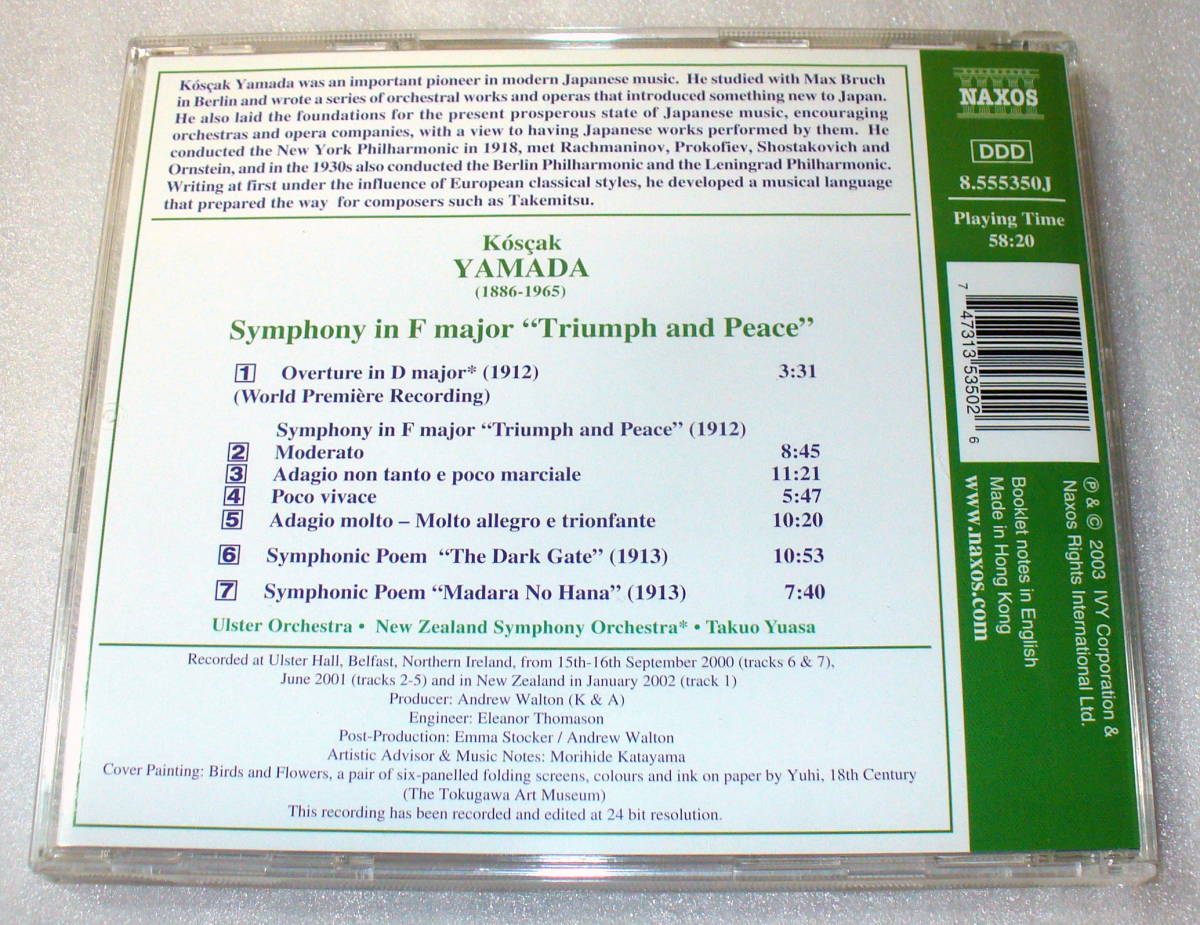 Kósçak Yamada was an important pioneer in modern Japanese music. He studied with Max Bruch
in Berlin and wrote a series of orchestral works and operas that introduced something new to Japan.
He also laid the foundations for the present prosperous state of Japanese music, encouraging
orchestras and opera companies, with a view to having Japanese works performed by them. He
conducted the New York Philharmonic in 1918, met Rachmaninov, Prokofiev, Shostakovich and
Ornstein, and in the 1930s also conducted the Berlin Philharmonic and the Leningrad Philharmonic.
Writing at first under the influence of European classical styles, he developed a musical language
that prepared the way for composers such as Takemitsu.
Kósçak
YAMADA
(1886-1965)
Symphony in F major “Triumph and Peace”
1 Overture in D major* (1912) 3:31
(World Première Recording)
Symphony in F major “Triumph and Peace” (1912)
2 Moderato 8:45
3 Adagio non tanto e poco marciale 11:21
4 Poco vivace 5:47
5 Adagio molto – Molto allegro e trionfante 10:20
6 Symphonic Poem “The Dark Gate” (1913) 10:53
7 Symphonic Poem “Madara No Hana” (1913) 7:40
Ulster Orchestra • New Zealand Symphony Orchestra* • Takuo Yuasa
Recorded at Ulster Hall, Belfast, Northern Ireland, from 15th-16th September 2000 (tracks 6 & 7),
June 2001 (tracks 2-5) and in New Zealand in January 2002 (track 1)
Producer: Andrew Walton (K & A)
Engineer: Eleanor Thomason
Post-Production: Emma Stocker / Andrew Walton
Artistic Advisor & Music Notes: Morihide Katayama
Cover Painting: Birds and Flowers, a pair of six-panelled folding screens, colours and ink on paper by Yuhi, 18th Century
(The Tokugawa Art Museum)
This recording has been recorded and edited at 24 bit resolution.
NAXOS
DDD
8.555350J
Playing Time
58:20
7 47313 53502 6
℗ & © 2003 IVY Corporation &
Naxos Rights International Ltd.
Booklet notes in English
Made in Hong Kong
www.naxos.com